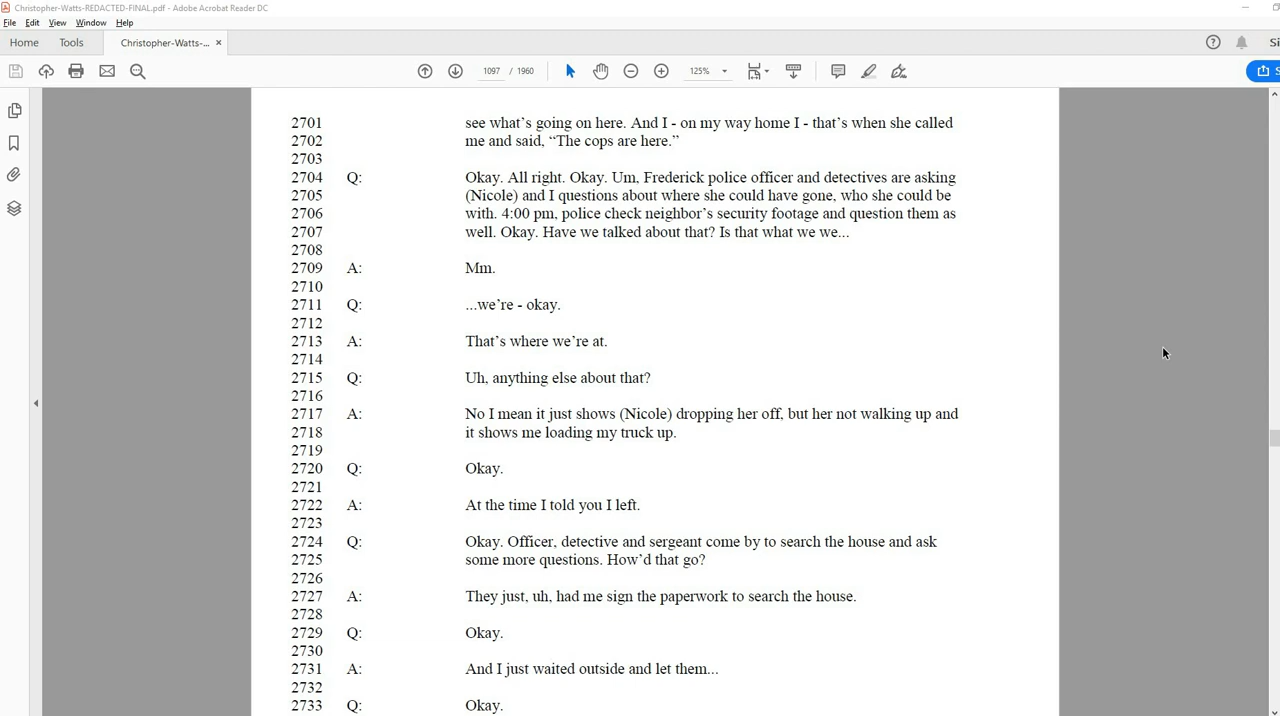 Christopher-Watts-REDACTED-FINAL.pdf - Adobe Acrobat Reader DC
File Edit View Window Help
Home Tools Christopher-Watts-... ×
1097 / 1960 125%
2701 see what's going on here. And I - on my way home I - that's when she called
2702 me and said, “The cops are here.”
2703
2704 Q: Okay. All right. Okay. Um, Frederick police officer and detectives are asking
2705 (Nicole) and I questions about where she could have gone, who she could be
2706 with. 4:00 pm, police check neighbor's security footage and question them as
2707 well. Okay. Have we talked about that? Is that what we we...
2708
2709 A: Mm.
2710
2711 Q: ...we're - okay.
2712
2713 A: That's where we're at.
2714
2715 Q: Uh, anything else about that?
2716
2717 A: No I mean it just shows (Nicole) dropping her off, but her not walking up and
2718 it shows me loading my truck up.
2719
2720 Q: Okay.
2721
2722 A: At the time I told you I left.
2723
2724 Q: Okay. Officer, detective and sergeant come by to search the house and ask
2725 some more questions. How'd that go?
2726
2727 A: They just, uh, had me sign the paperwork to search the house.
2728
2729 Q: Okay.
2730
2731 A: And I just waited outside and let them...
2732
2733 Q: Okay.